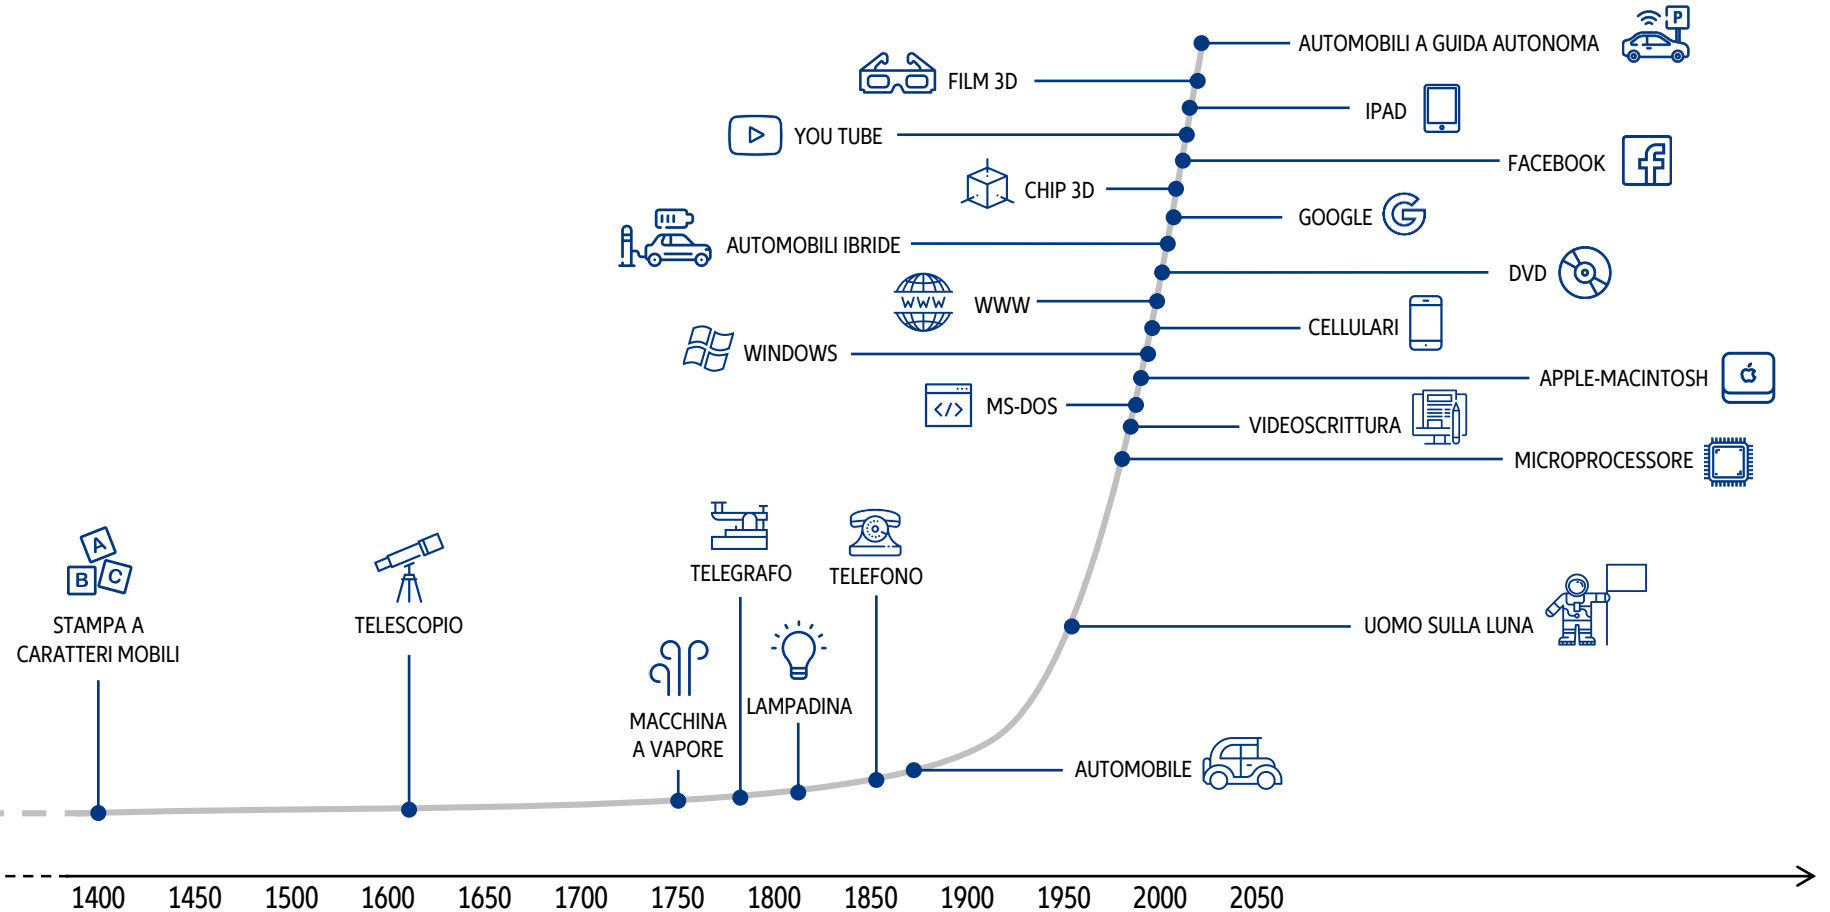 AUTOMOBILI A GUIDA AUTONOMA
P
FILM 3D
IPAD
YOU TUBE
FACEBOOK
f
CHIP 3D
GOOGLE
G
AUTOMOBILI IBRIDE
DVD
WWW
WWW
CELLULARI
WINDOWS
APPLE-MACINTOSH
MS-DOS
</>
VIDEOSCRITTURA
MICROPROCESSORE
A
B
C
STAMPA A
CARATTERI MOBILI
TELESCOPIO
TELEGRAFO
TELEFONO
UOMO SULLA LUNA
MACCHINA
A VAPORE
LAMPADINA
AUTOMOBILE
1400 1450 1500 1600 1650 1700 1750 1800 1850 1900 1950 2000 2050